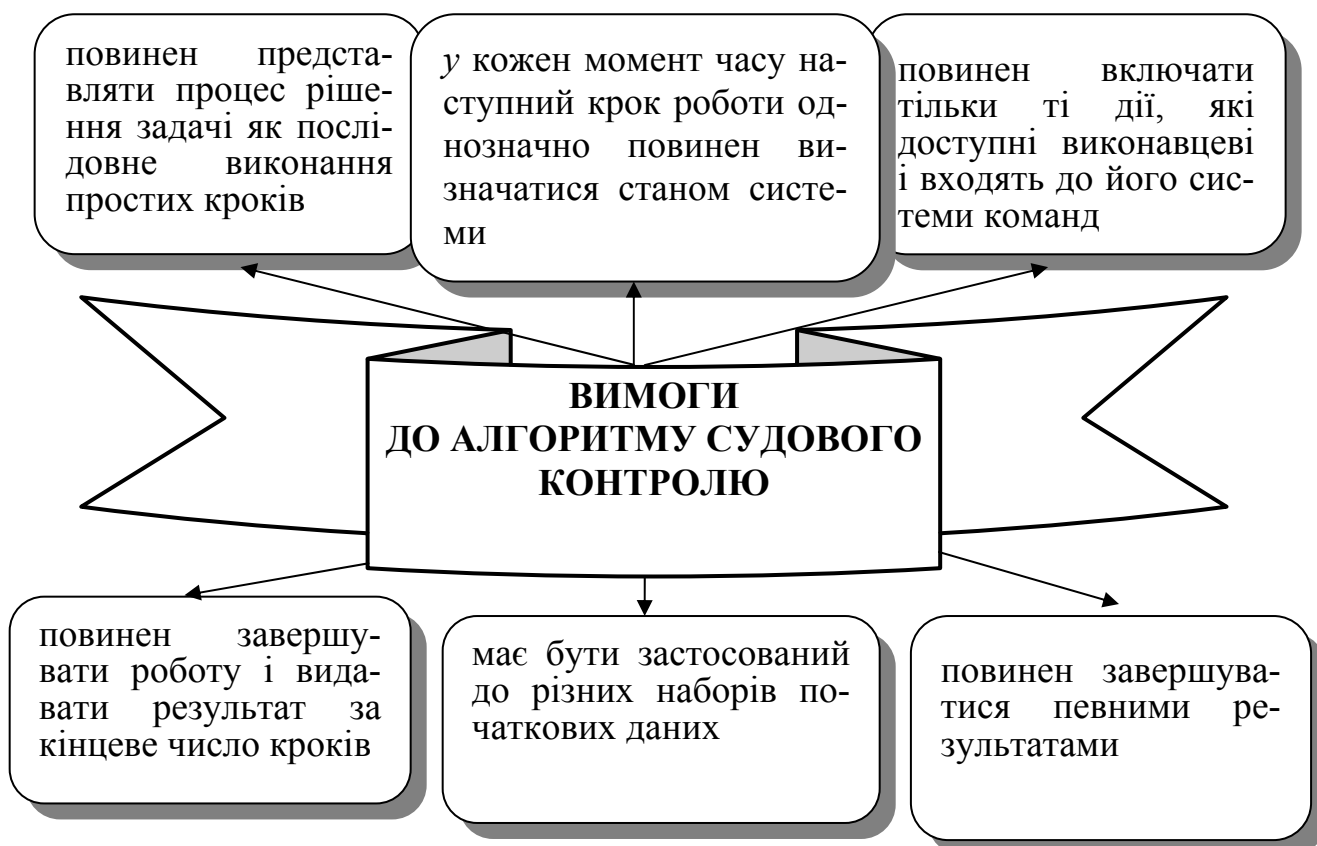 повинен предста-
вляти процес ріше-
ння задачі як послі-
довне виконання
простих кроків
у кожен момент часу на-
ступний крок роботи од-
нозначно повинен ви-
значатися станом систе-
ми
повинен включати
тільки ті дії, які
доступні виконавцеві
і входять до його сис-
теми команд
ВИМОГИ
ДО АЛГОРИТМУ СУДОВОГО
КОНТРОЛЮ
повинен завершу-
вати роботу і вида-
вати результат за
кінцеве число кроків
має бути застосований
до різних наборів по-
чаткових даних
повинен завершува-
тися певними ре-
зультатами